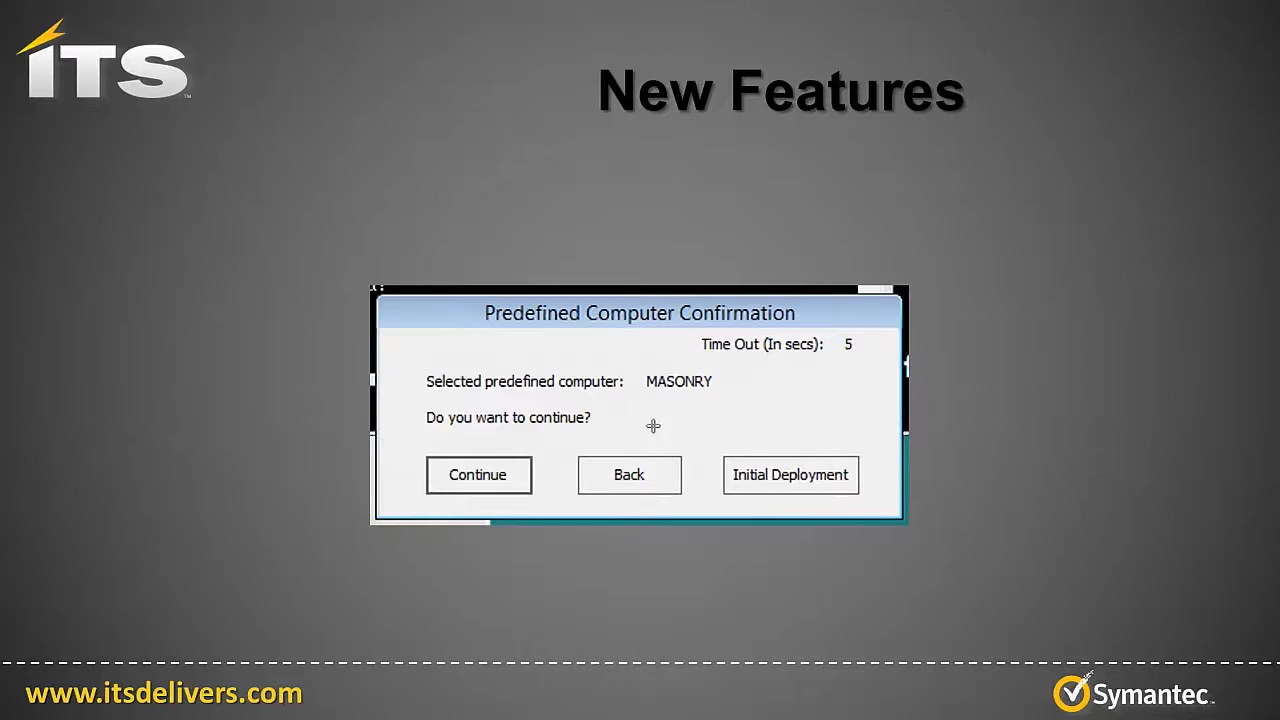 iTS
New Features
Predefined Computer Confirmation
Time Out (In secs): 5
Selected predefined computer: MASONRY
Do you want to continue?
Continue Back Initial Deployment
www.itsdelivers.com
Symantec